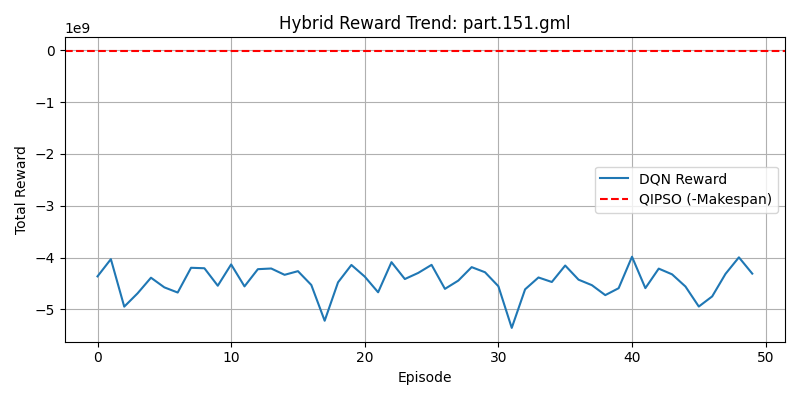 Hybrid Reward Trend: part.151.gml
1e9
0
−1
−2
−3
−4
−5
Total Reward
DQN Reward
QIPSO (-Makespan)
0 10 20 30 40 50
Episode